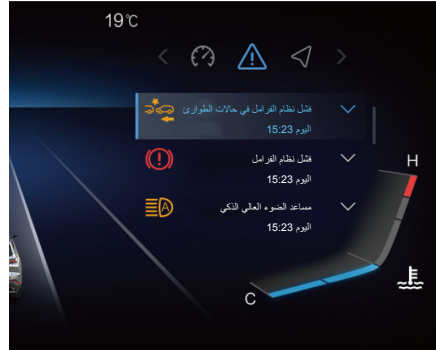 19℃
فشل نظام الفرامل في حالات الطوارئ
اليوم 15:23
فشل نظام الفرامل
اليوم 15:23
H
مساعد الضوء العالي الذكي
اليوم 15:23
C